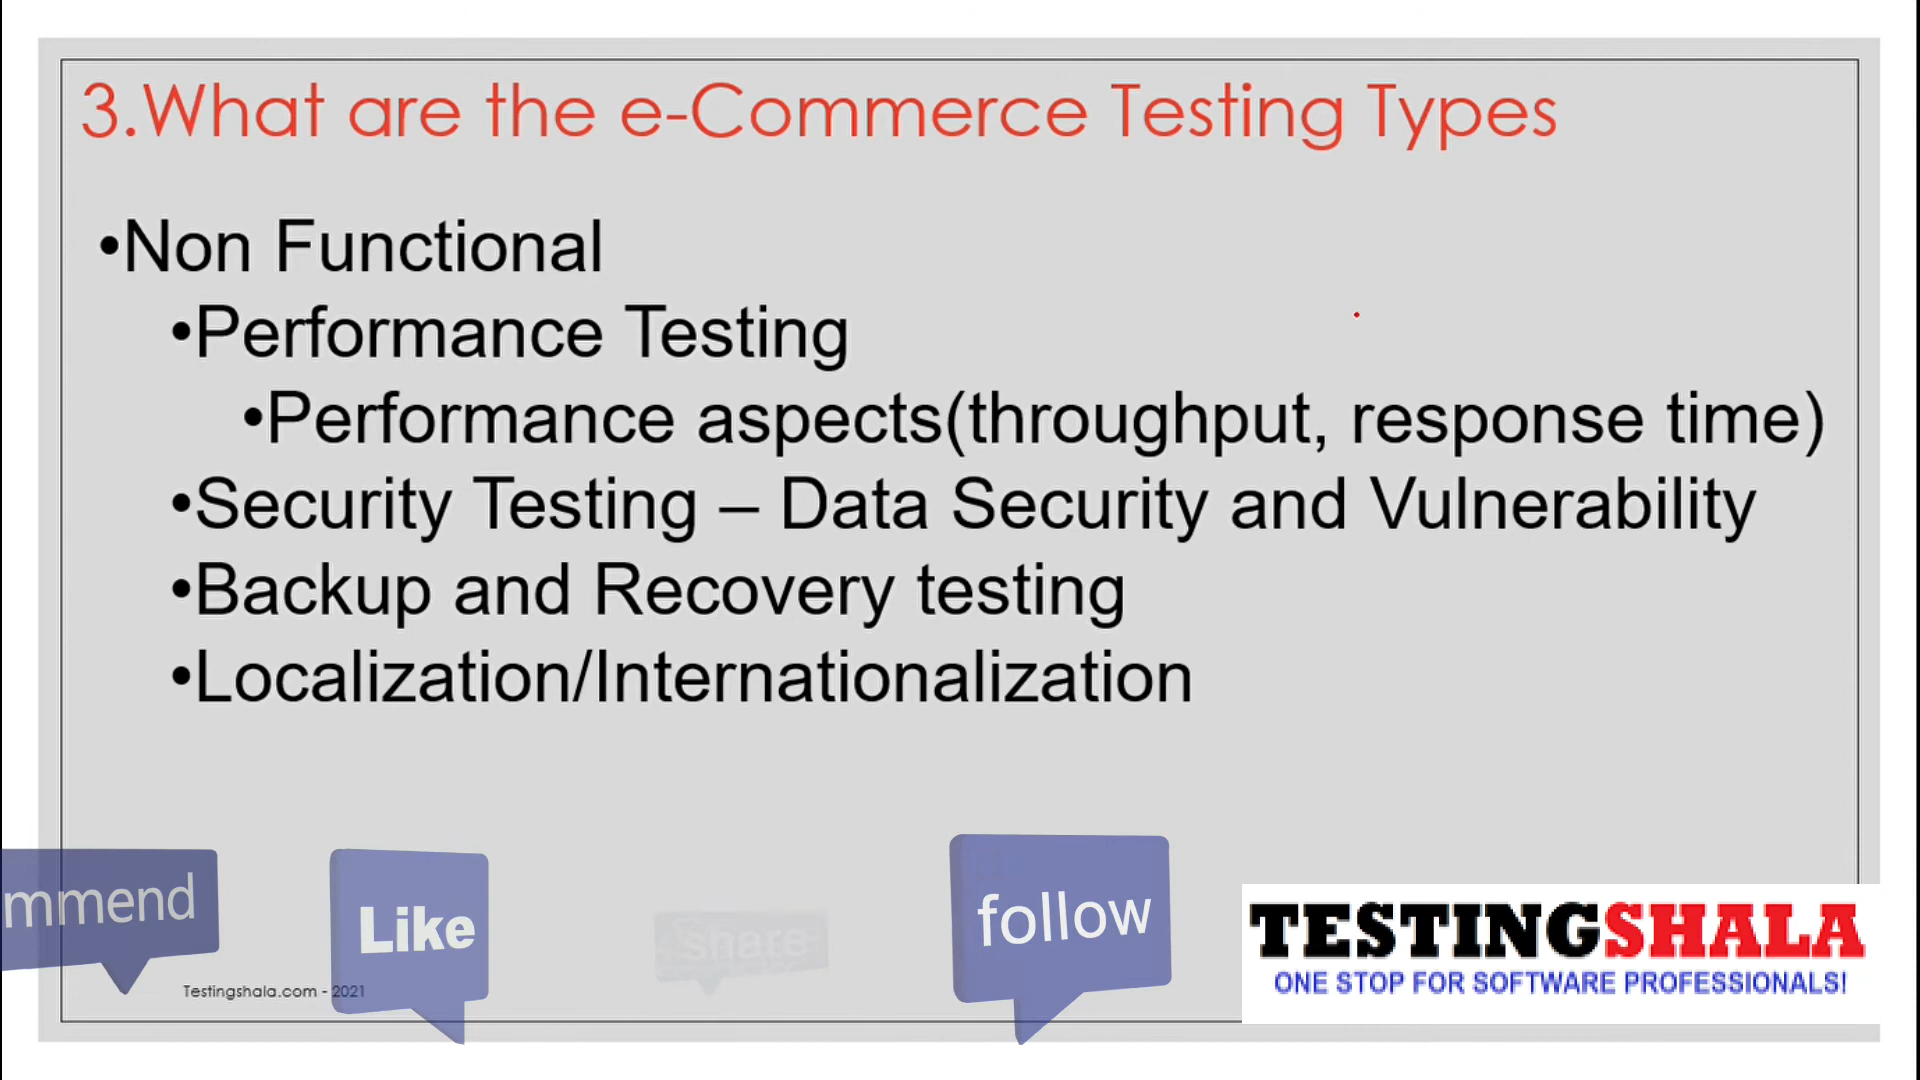 3.What are the e-Commerce Testing Types
•Non Functional
•Performance Testing
•Performance aspects(throughput, response time)
•Security Testing – Data Security and Vulnerability
•Backup and Recovery testing
•Localization/Internationalization
mmend
Like
share
follow
TESTINGSHALA
ONE STOP FOR SOFTWARE PROFESSIONALS!
Testingshala.com - 2021